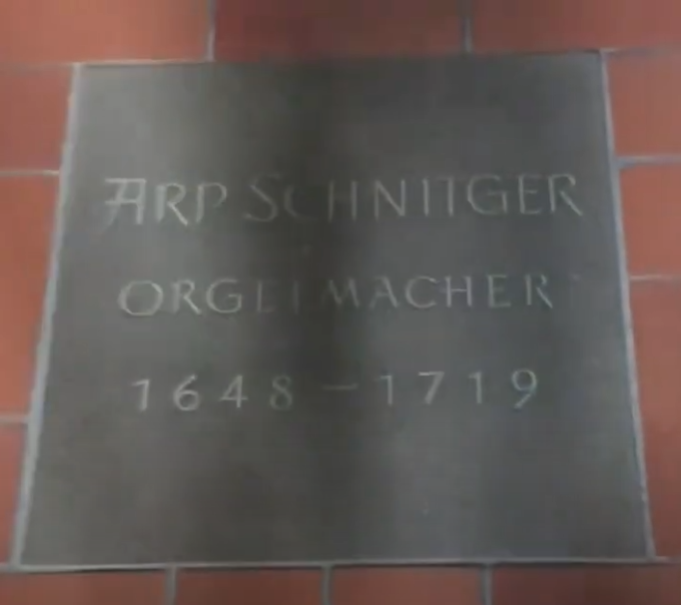 ARP SCHNITGER
ORGELMACHER
1648–1719